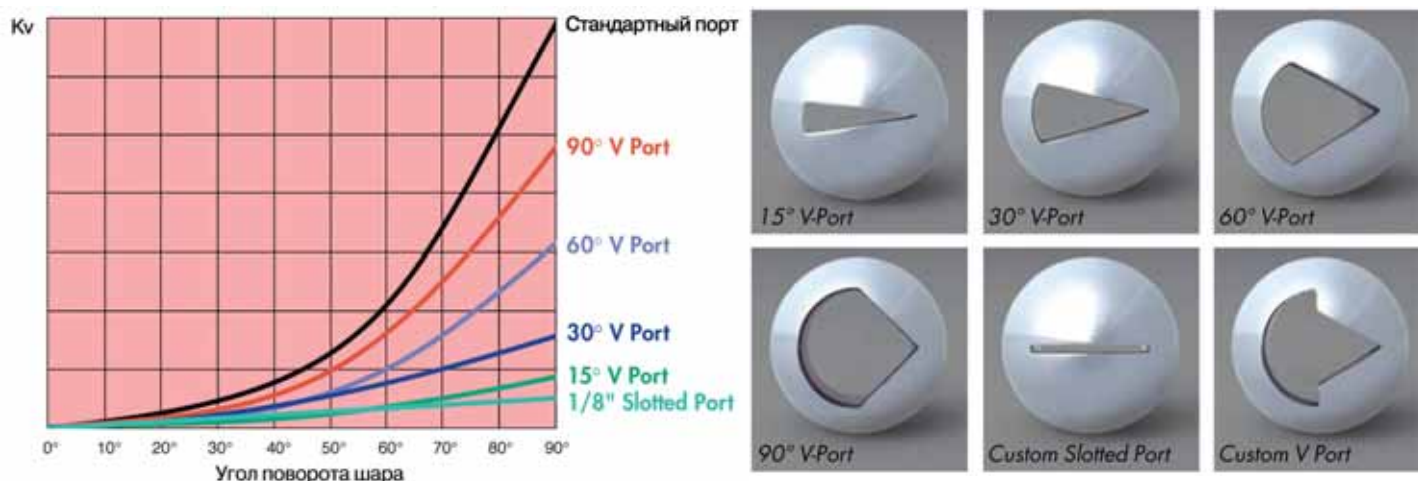 Kv
Стандартный порт
90° V Port
60° V Port
30° V Port
15° V Port
1/8" Slotted Port
0° 10° 20° 30° 40° 50° 60° 70° 80° 90°
Угол поворота шара
15° V-Port
30° V-Port
60° V-Port
90° V-Port
Custom Slotted Port
Custom V Port